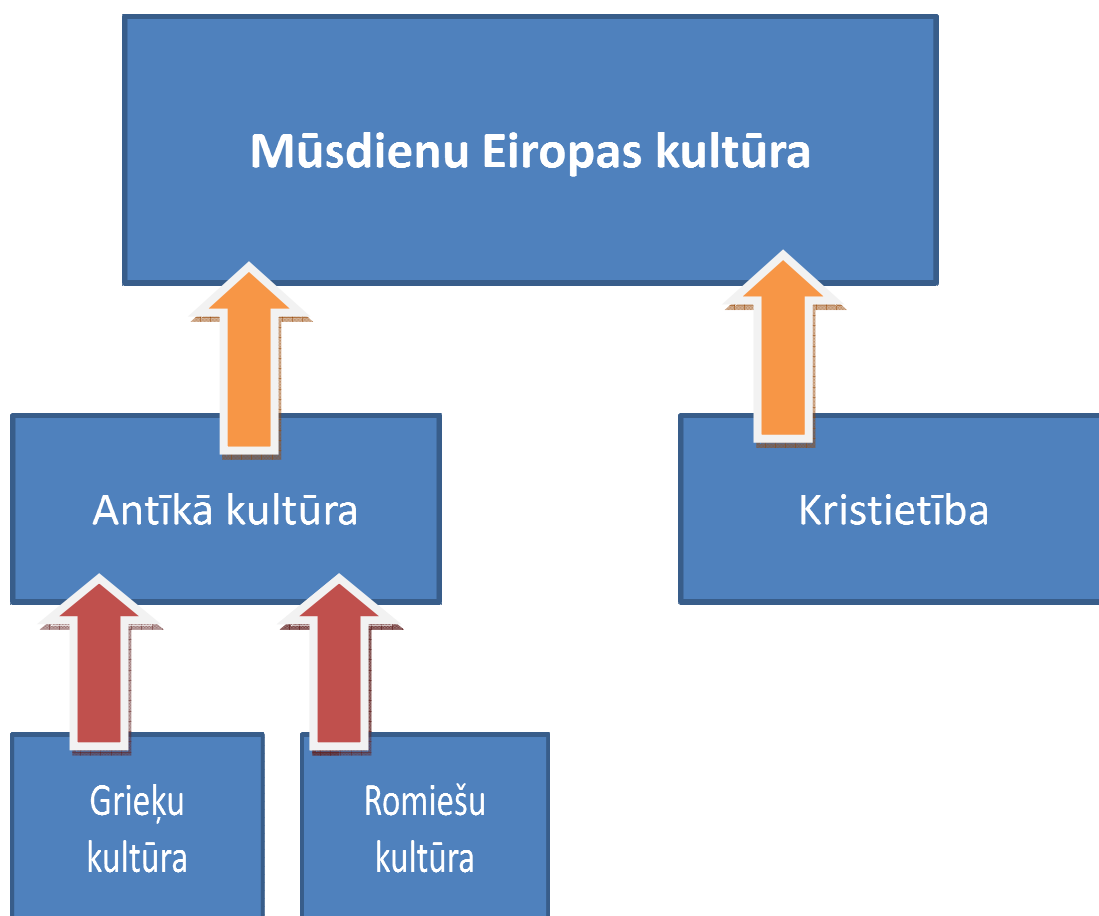 Mūsdienu Eiropas kultūra
Antīkā kultūra
Kristietība
Grieķu
kultūra
Romiešu
kultūra